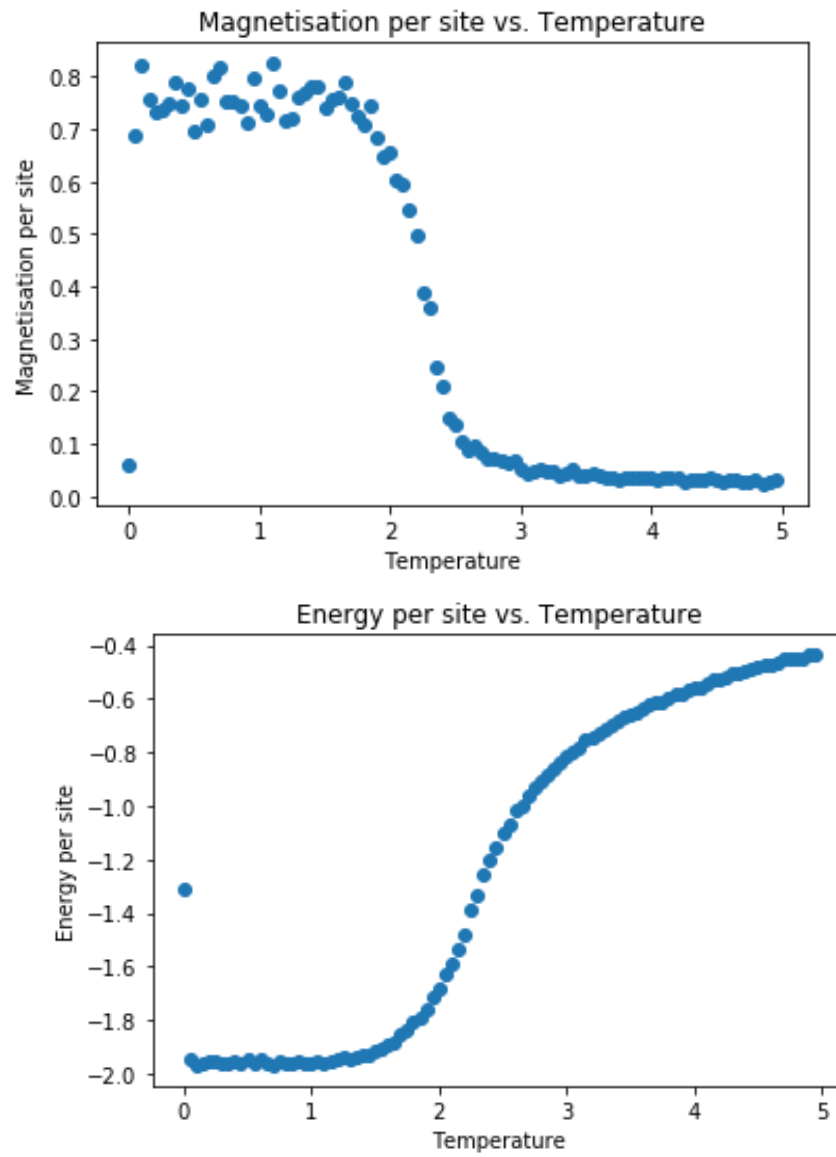 Magnetisation per site vs. Temperature
Magnetisation per site
0.8
0.7
0.6
0.5
0.4
0.3
0.2
0.1
0.0
0 1 2 3 4 5
Temperature
Energy per site vs. Temperature
Energy per site
−0.4
−0.6
−0.8
−1.0
−1.2
−1.4
−1.6
−1.8
−2.0
0 1 2 3 4 5
Temperature